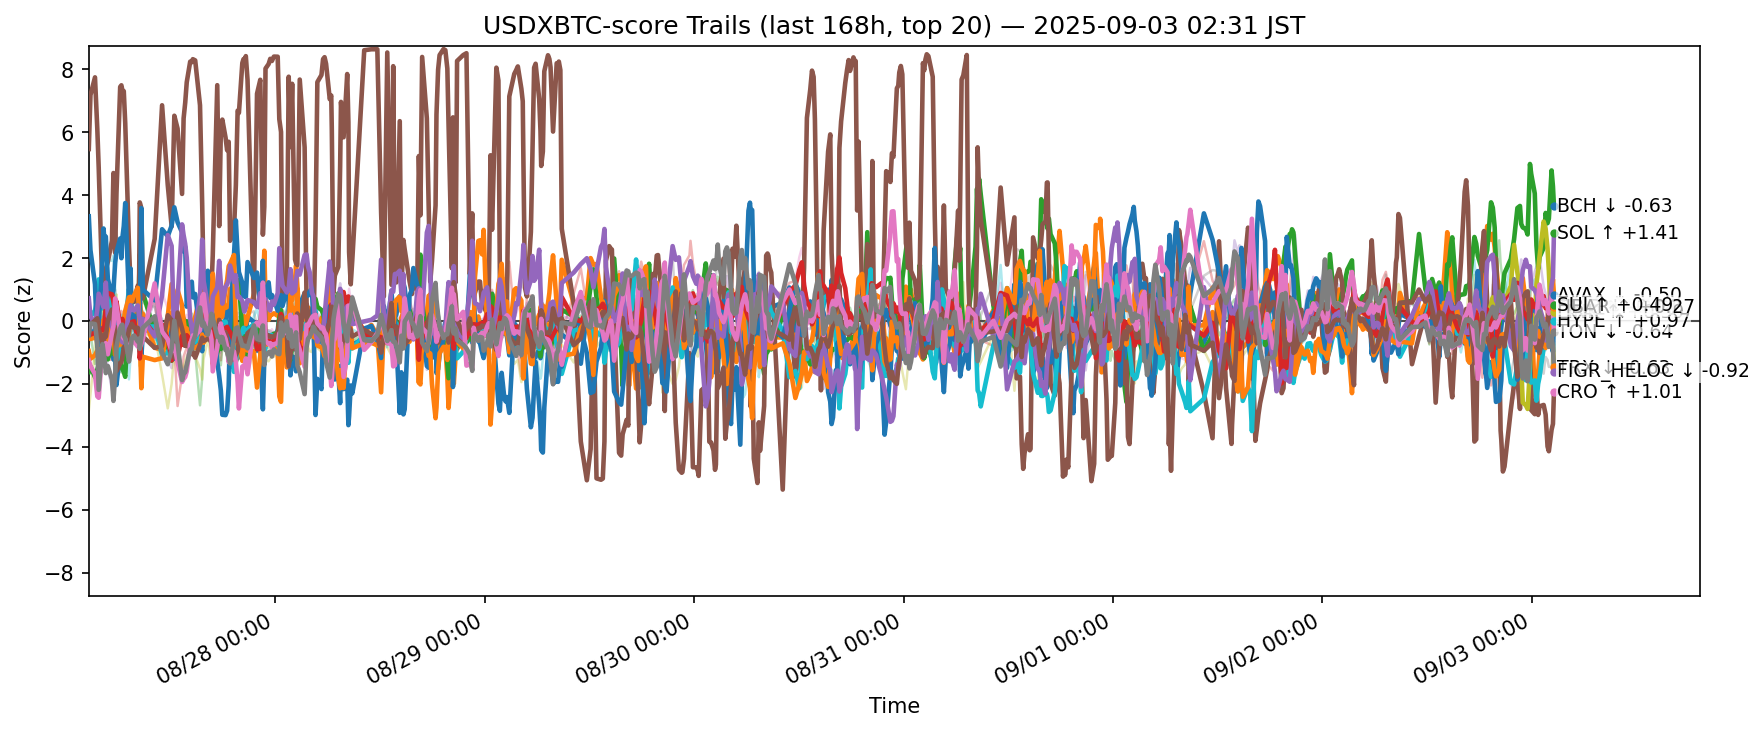 USDXBTC-score Trails (last 168h, top 20) — 2025-09-03 02:31 JST
Score (z)
8
6
4
2
0
−2
−4
−6
−8
BCH ↓ -0.63
SOL ↑ +1.41
AVAX ↓ -0.50
SUI ↑ +0.49
HYPE ↑ +0.97
TON ↓ -0.64
FIGR_HELOC ↓ -0.92
CRO ↑ +1.01
08/28 00:00
08/29 00:00
08/30 00:00
08/31 00:00
09/01 00:00
09/02 00:00
09/03 00:00
Time